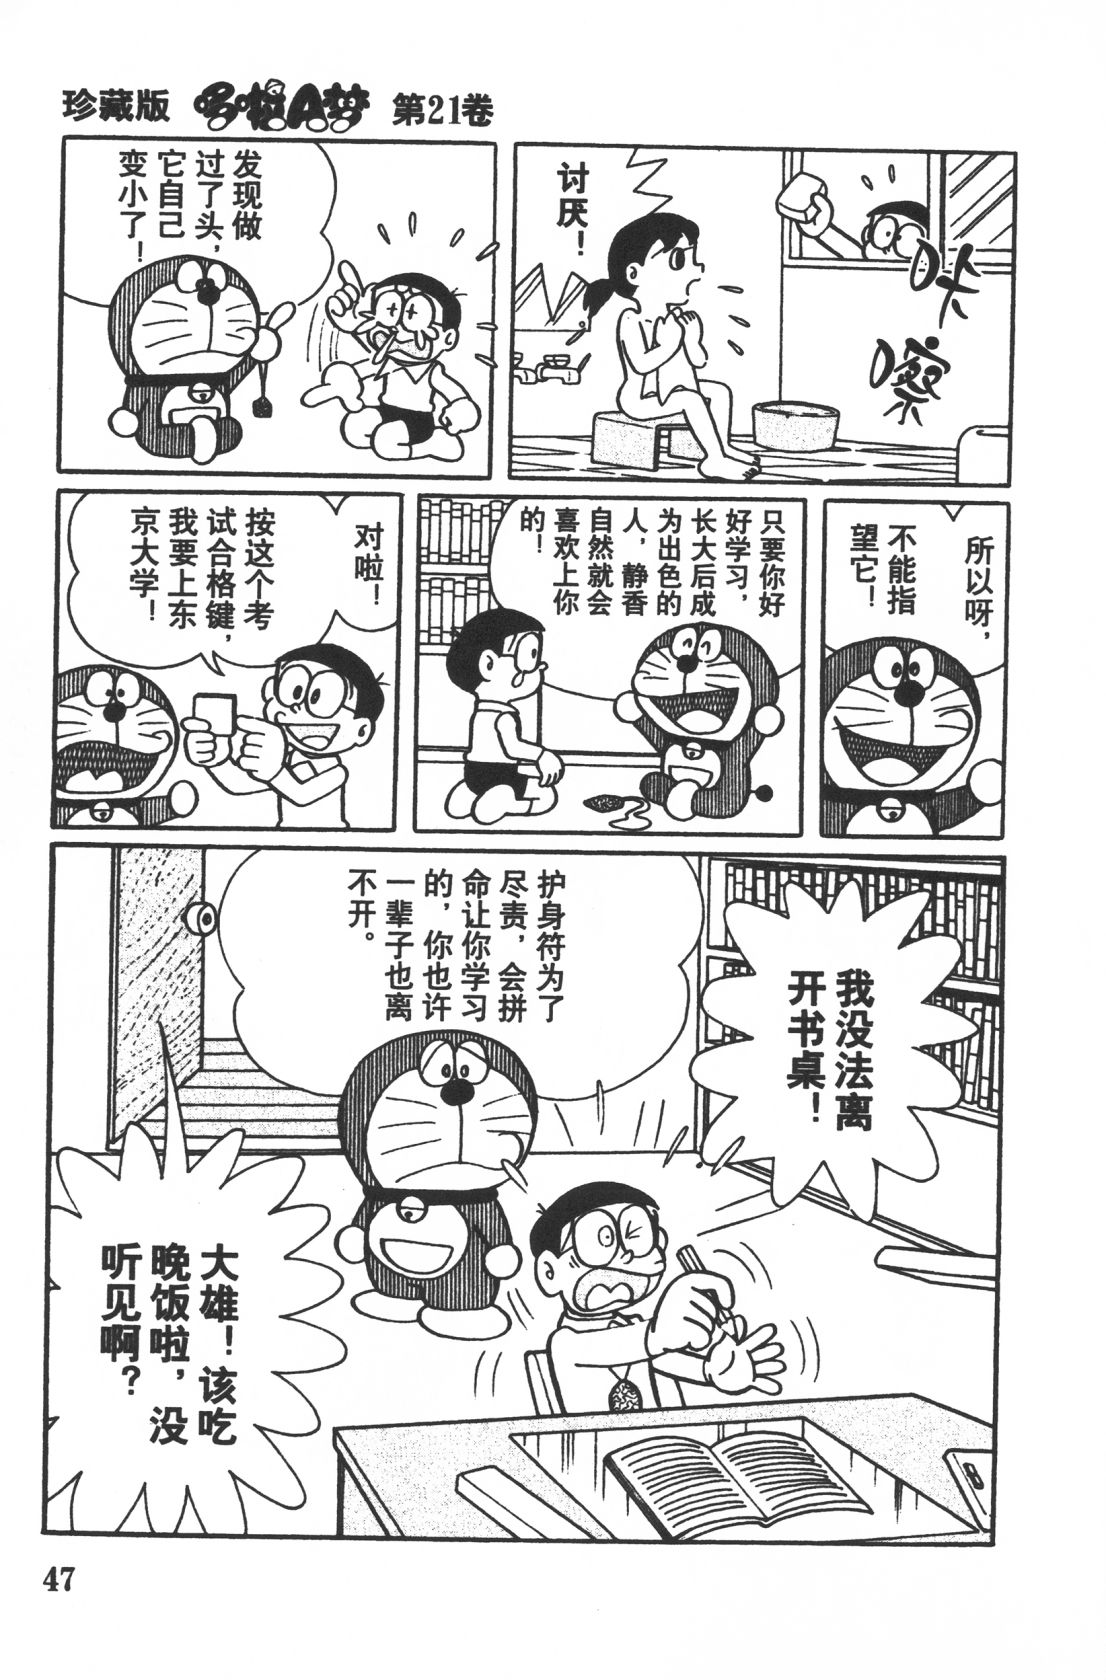 珍藏版 哆啦A梦 第21卷
讨
厌！
咔
嚓
发现做
过了头，
它自己
变小了！
所以呀，
不能指
望它！
只要你好
好学习，
长大后成
为出色的
人，静香
自然就会
喜欢上你
的！
对啦！
按这个考
试合格键，
我要上东
京大学！
我没法离
开书桌！
护身符为了
尽责，会拼
命让你学习
的，你也许
一辈子也离
不开。
大雄！该吃
晚饭啦，没
听见啊？
47